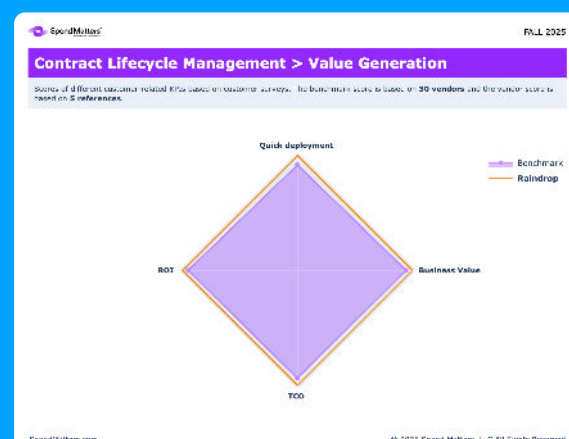 SpendMatters
FALL 2025
Contract Lifecycle Management > Value Generation
Scores of different customer-related KPIs based on customer surveys. The benchmark score is based on 30 vendors and the vendor score is
based on 5 references.
Quick deployment
Benchmark
Raindrop
ROI
Business Value
TCO